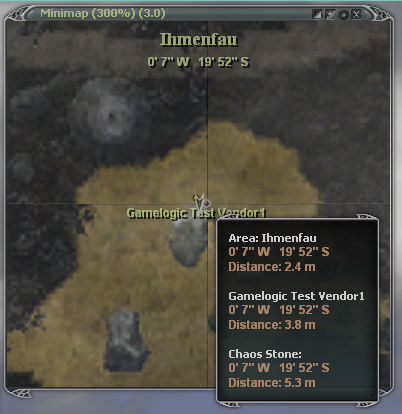 Minimap (300%) (3.0)
Ihmenfau
0' 7" W 19' 52" S
Gamelogic Test Vendor1
Area: Ihmenfau
0' 7" W 19' 52" S
Distance: 2.4 m
Gamelogic Test Vendor1
0' 7" W 19' 52" S
Distance: 3.8 m
Chaos Stone:
0' 7" W 19' 52" S
Distance: 5.3 m